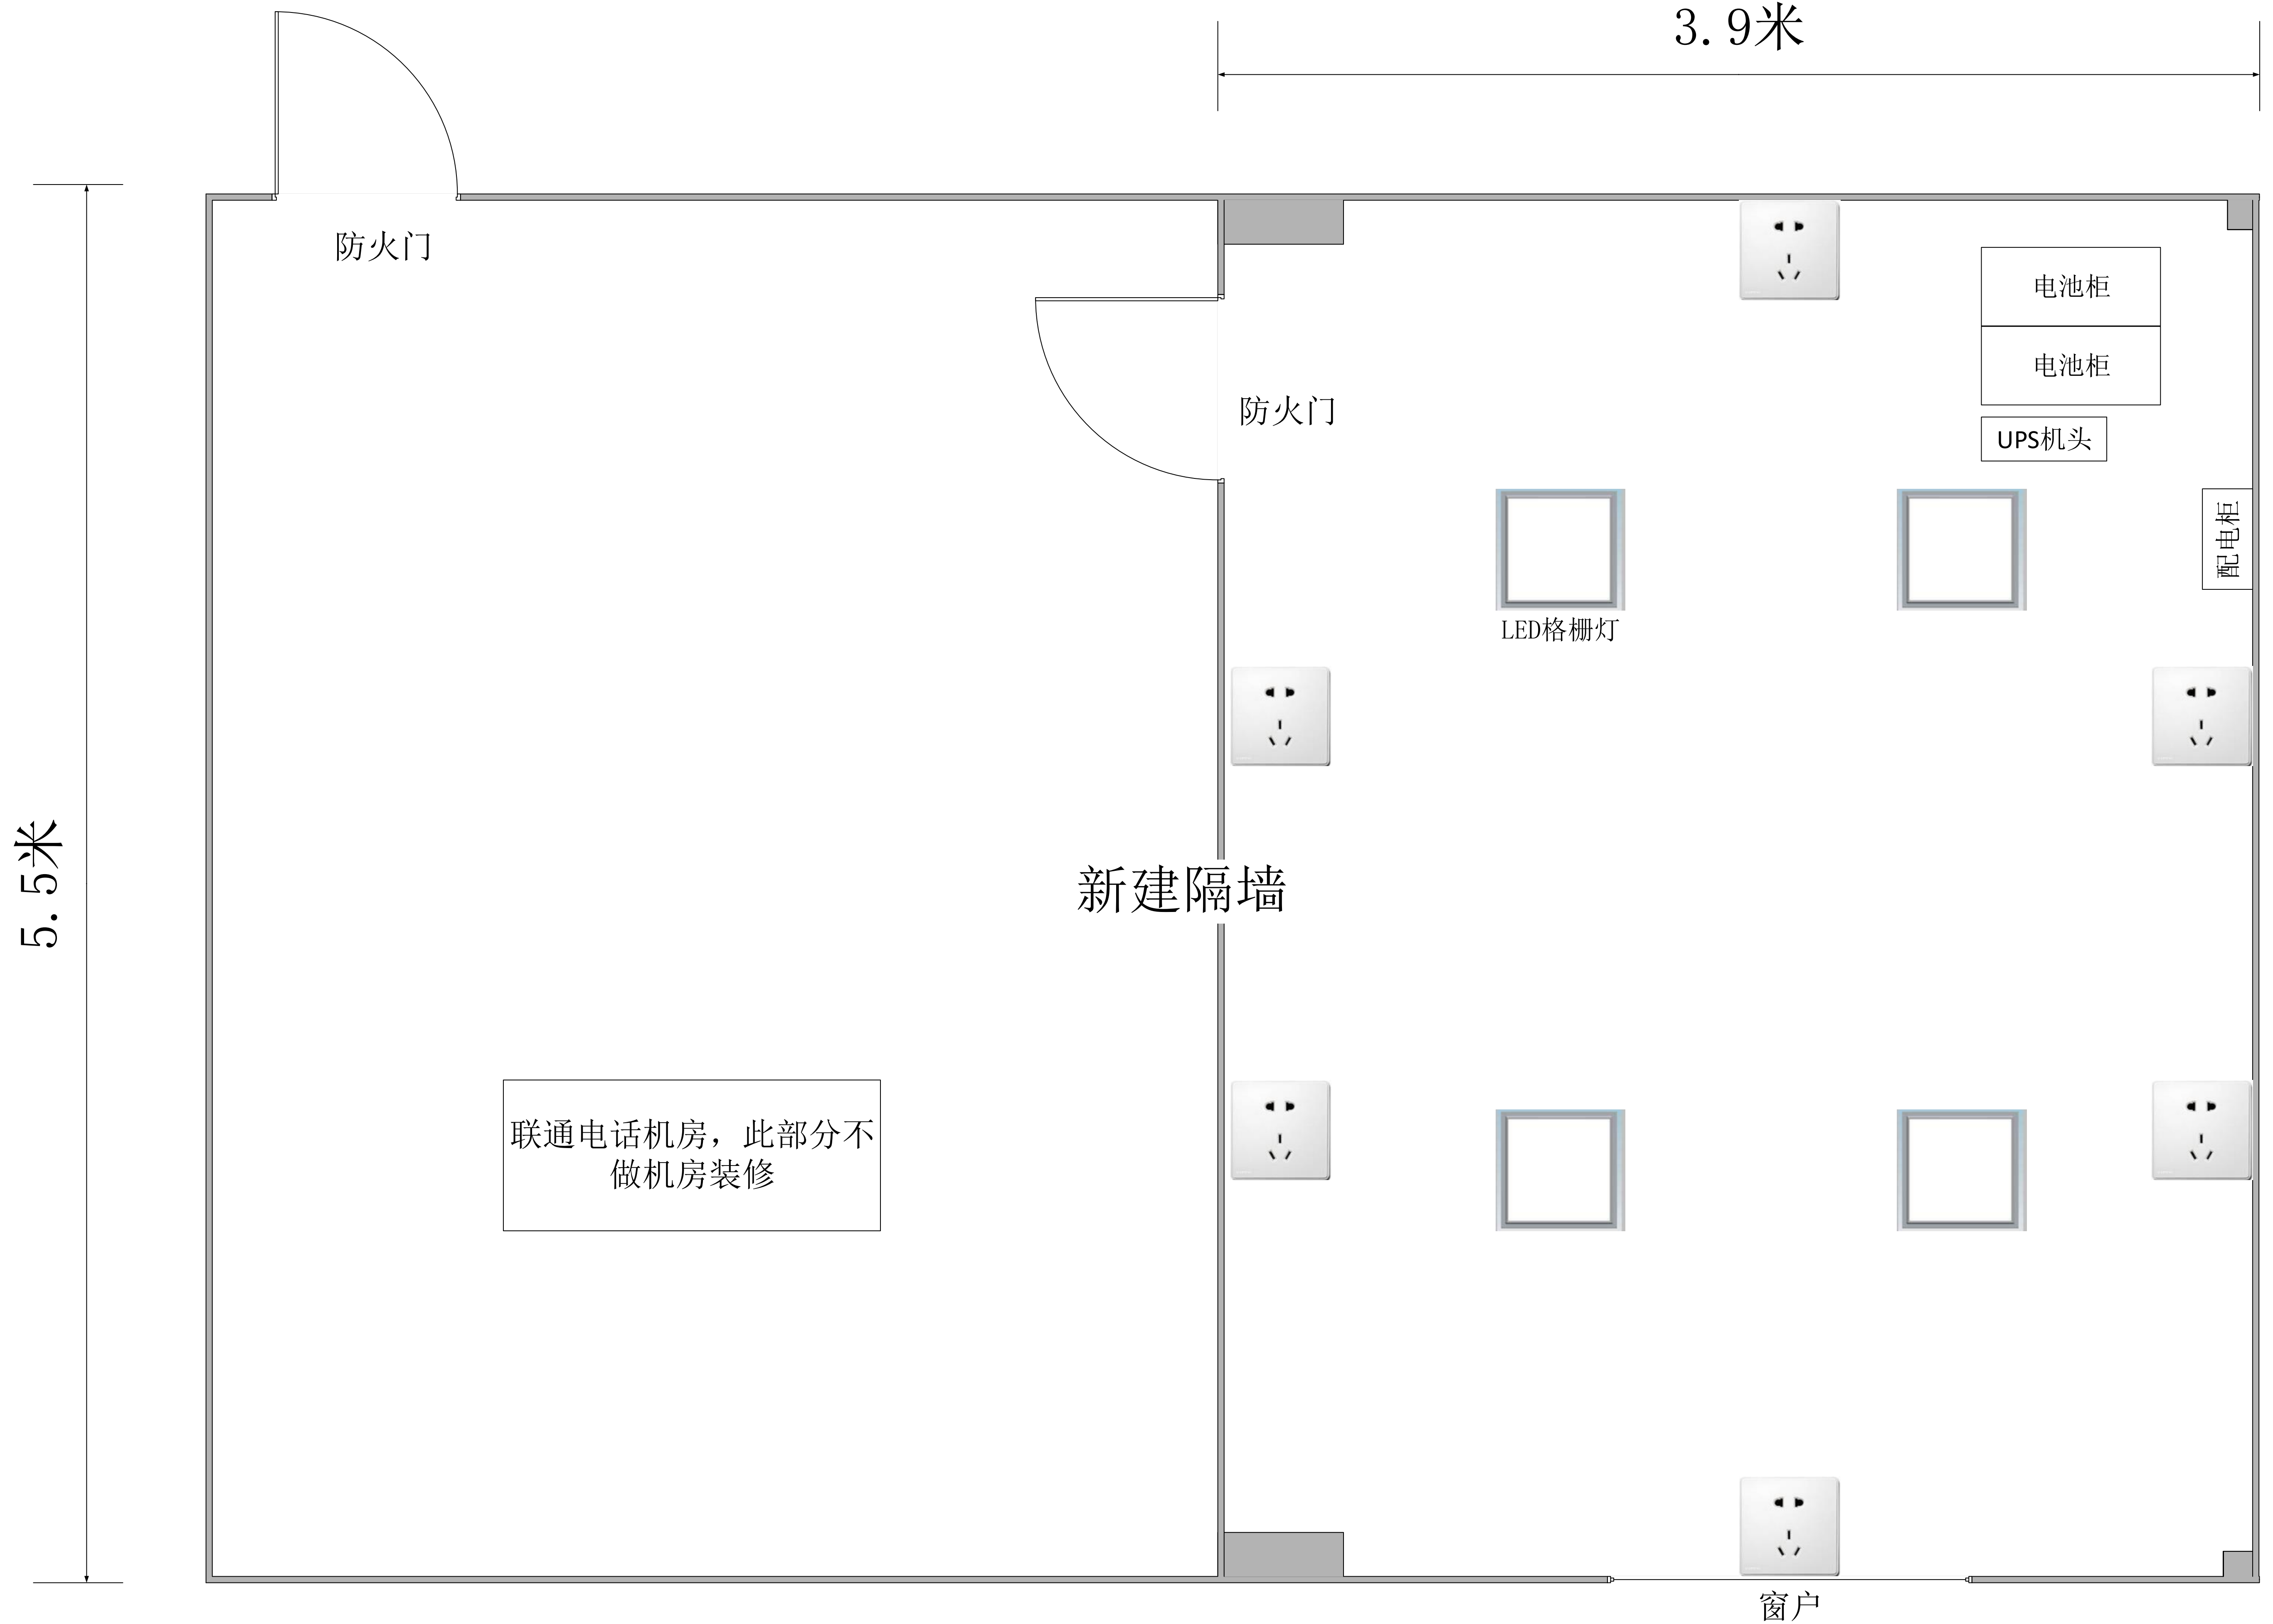 3.9米
防火门
电池柜
电池柜
防火门
UPS机头
配电柜
LED格栅灯
5.5米
新建隔墙
联通电话机房，此部分不
做机房装修
窗户